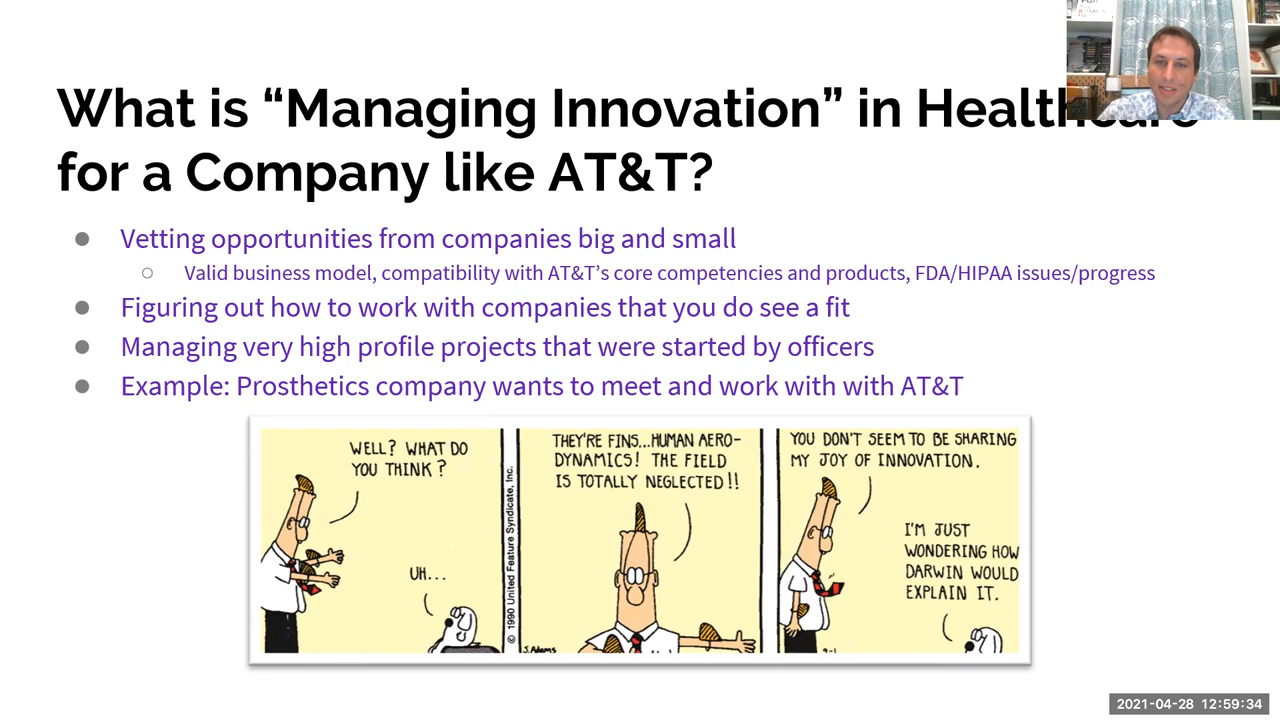 What is “Managing Innovation” in Healthcare
for a Company like AT&T?
● Vetting opportunities from companies big and small
○ Valid business model, compatibility with AT&T’s core competencies and products, FDA/HIPAA issues/progress
● Figuring out how to work with companies that you do see a fit
● Managing very high profile projects that were started by officers
● Example: Prosthetics company wants to meet and work with with AT&T
WELL? WHAT DO
YOU THINK?
UH...
© 1990 United Feature Syndicate, Inc.
THEY'RE FINS...HUMAN AERO-
DYNAMICS! THE FIELD
IS TOTALLY NEGLECTED!!
S.Adams
YOU DON'T SEEM TO BE SHARING
MY JOY OF INNOVATION.
I'M JUST
WONDERING HOW
DARWIN WOULD
EXPLAIN IT.
9-1
2021-04-28 12:59:34